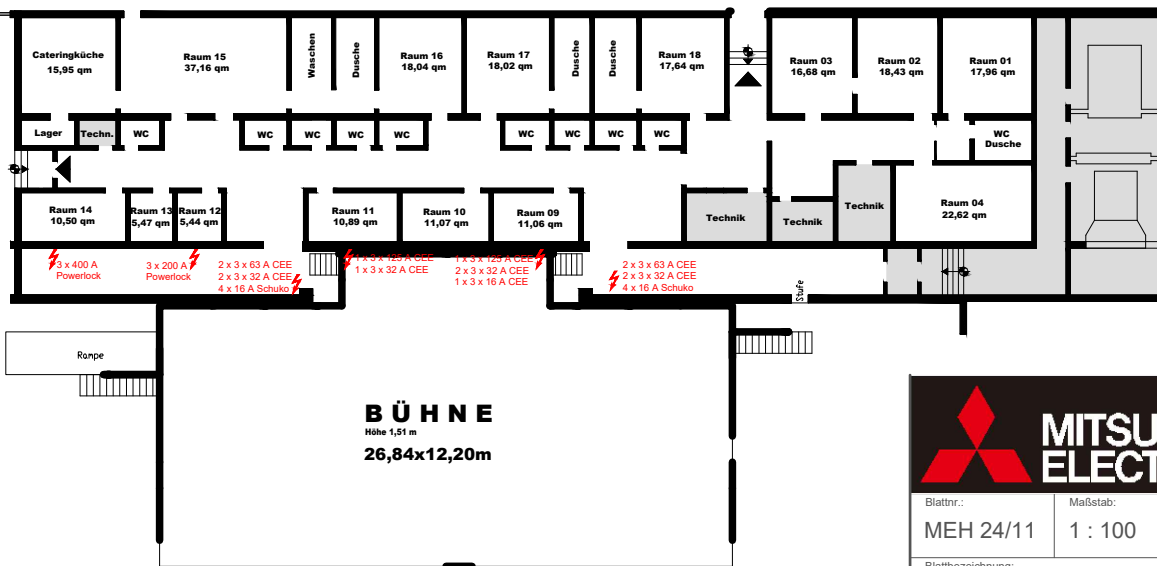 Cateringküche
15,95 qm
Raum 15
37,16 qm
Waschen
Dusche
Raum 16
18,04 qm
Raum 17
18,02 qm
Dusche
Dusche
Raum 18
17,64 qm
Raum 03
16,68 qm
Raum 02
18,43 qm
Raum 01
17,96 qm
Lager
Techn.
WC
WC
WC
WC
WC
WC
WC
WC
WC
WC
Dusche
Raum 14
10,50 qm
Raum 13
5,47 qm
Raum 12
5,44 qm
Raum 11
10,89 qm
Raum 10
11,07 qm
Raum 09
11,06 qm
Technik
Technik
Technik
Raum 04
22,62 qm
3 x 400 A
Powerlock
3 x 200 A
Powerlock
2 x 3 x 63 A CEE
2 x 3 x 32 A CEE
4 x 16 A Schuko
1 x 3 x 125 A CEE
1 x 3 x 32 A CEE
1 x 3 x 125 A CEE
2 x 3 x 32 A CEE
1 x 3 x 16 A CEE
2 x 3 x 63 A CEE
2 x 3 x 32 A CEE
4 x 16 A Schuko
Stufe
Rampe
BÜHNE
Höhe 1,51 m
26,84x12,20m
MITSU
ELECT
Blattnr.:
MEH 24/11
Maßstab:
1 : 100
Blattbezeichnung: